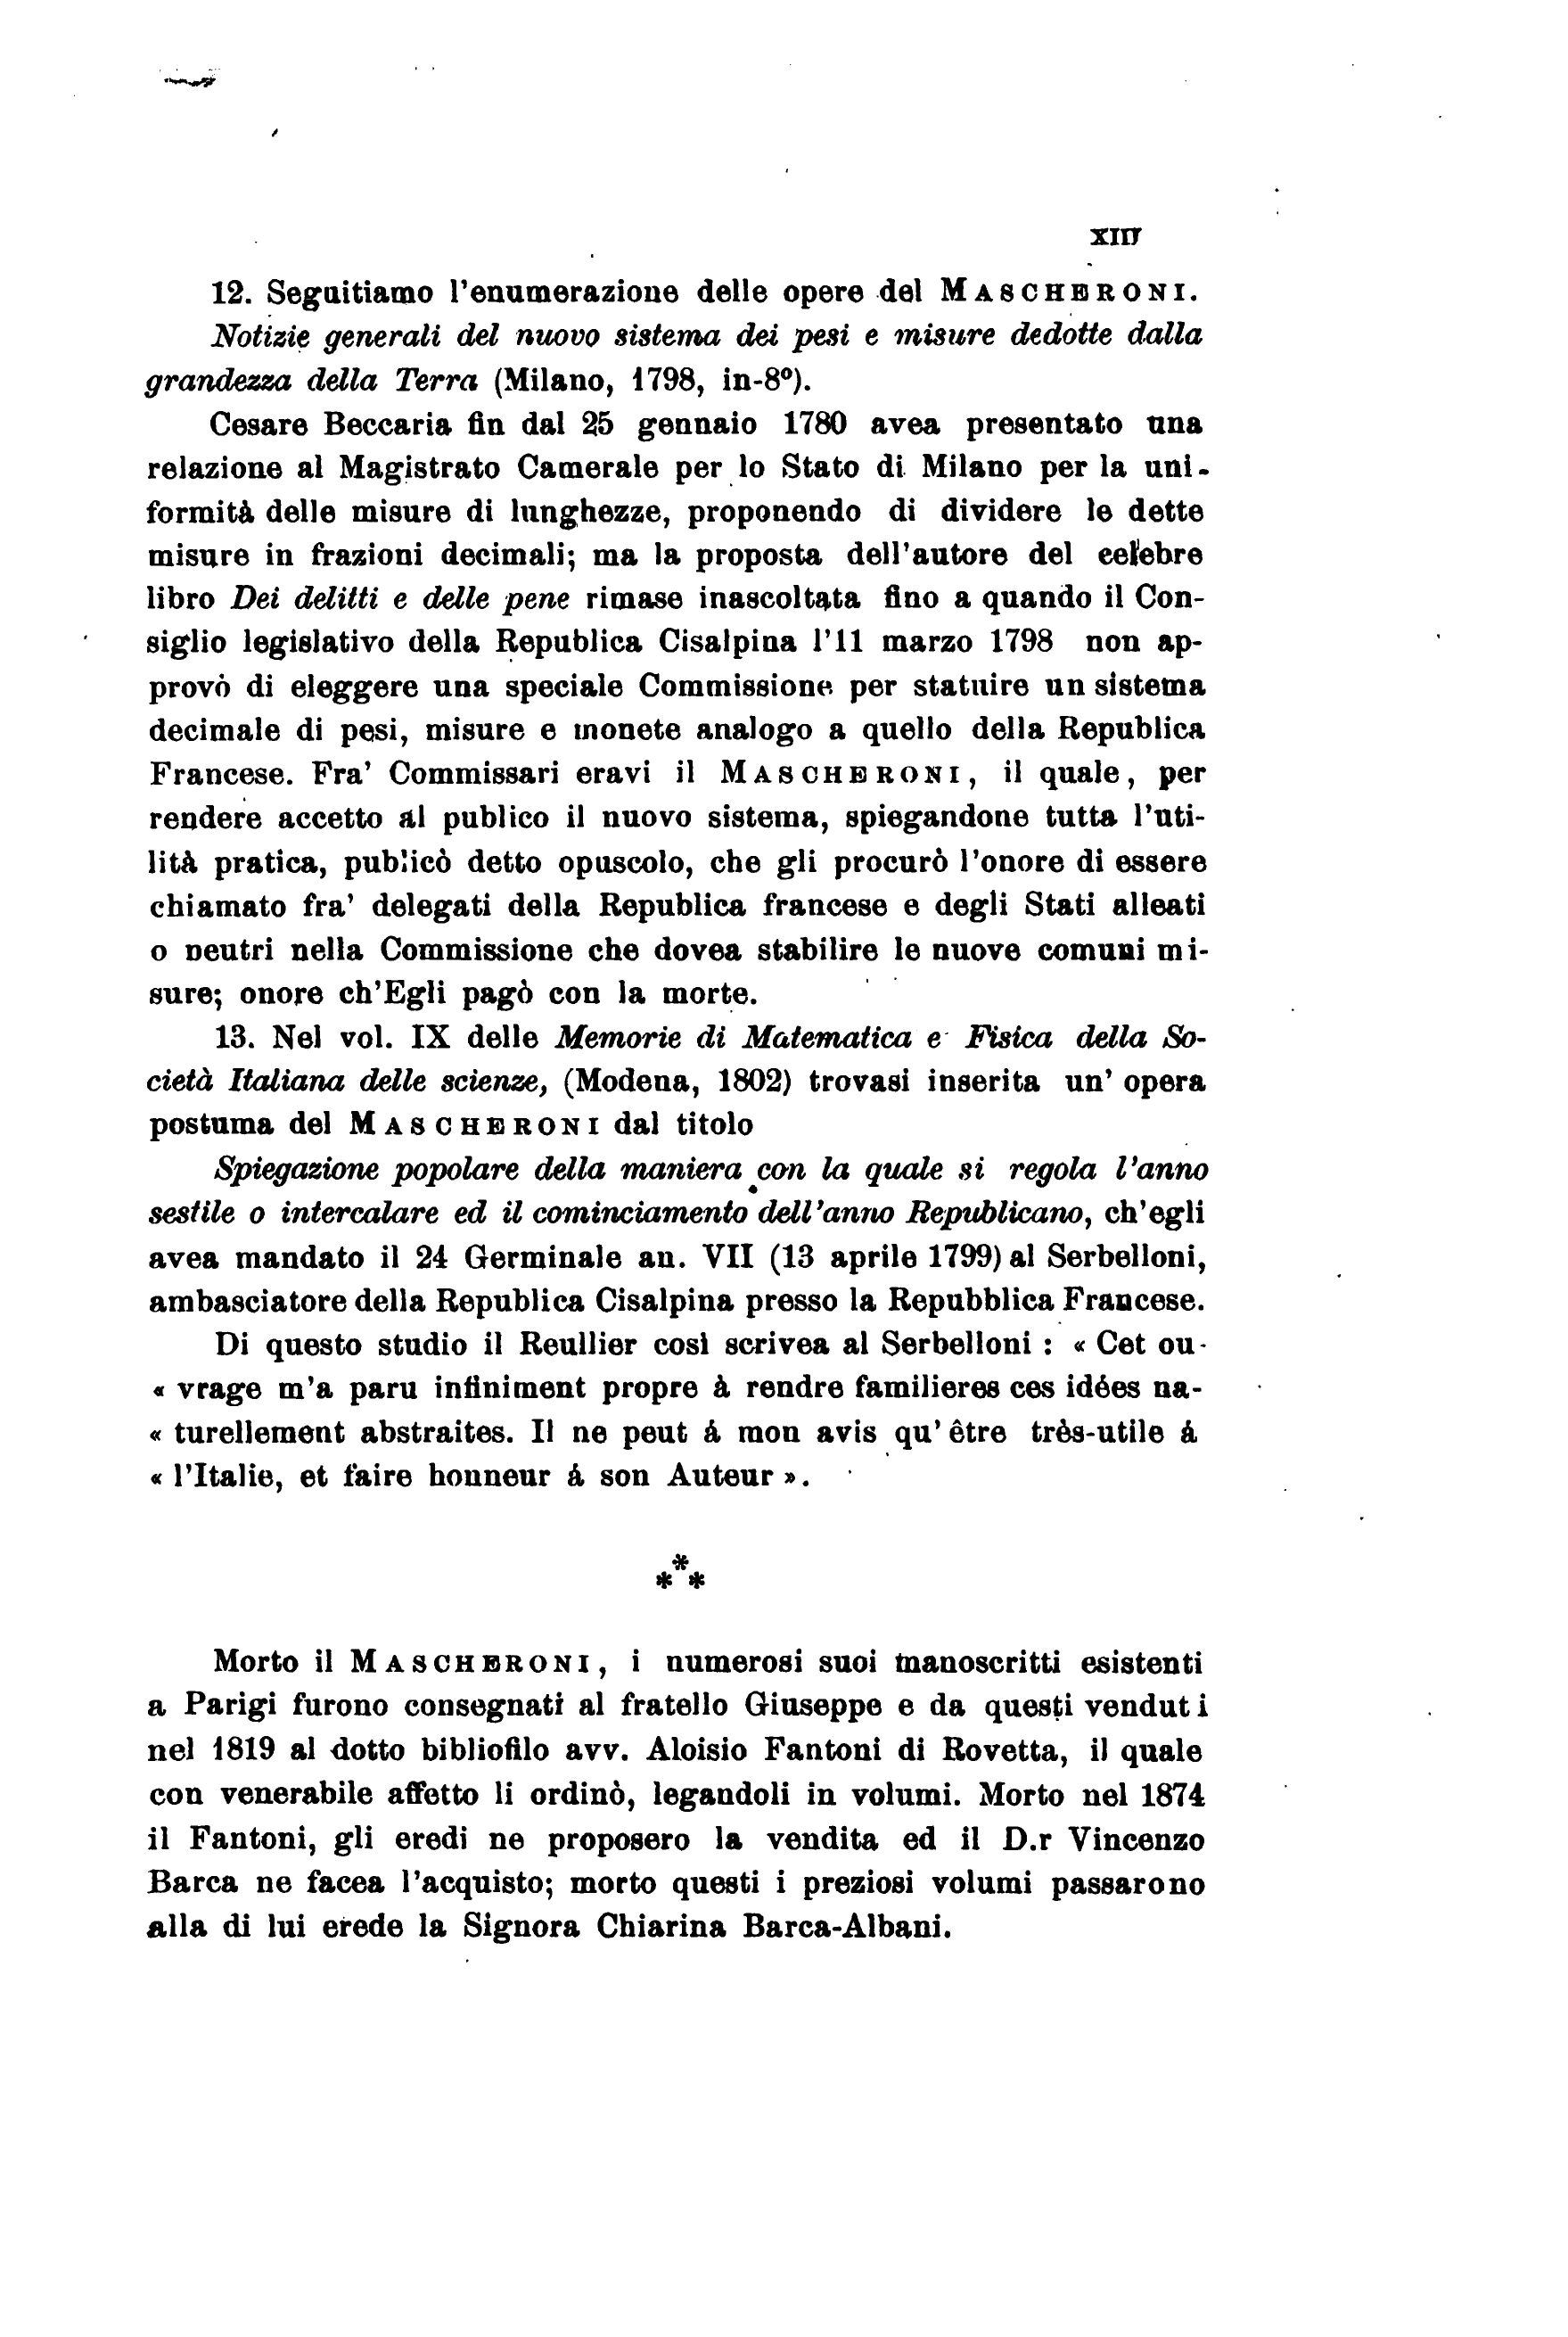 XIII
12. Seguitiamo l'enumerazione delle opere del MASCHERONI.
Notizie generali del nuovo sistema dei pesi e misure dedotte dalla
grandezza della Terra (Milano, 1798, in-8º).
Cesare Beccaria fin dal 25 gennaio 1780 avea presentato una
relazione al Magistrato Camerale per lo Stato di Milano per la uni-
formità delle misure di lunghezze, proponendo di dividere le dette
misure in frazioni decimali; ma la proposta dell'autore del celebre
libro Dei delitti e delle pene rimase inascoltata fino a quando il Con-
siglio legislativo della Republica Cisalpina l'11 marzo 1798 non ap-
provò di eleggere una speciale Commissione per statuire un sistema
decimale di pesi, misure e monete analogo a quello della Republica
Francese. Fra' Commissari eravi il MASCHERONI, il quale, per
rendere accetto al publico il nuovo sistema, spiegandone tutta l'uti-
lità pratica, publicò detto opuscolo, che gli procurò l'onore di essere
chiamato fra' delegati della Republica francese e degli Stati alleati
o neutri nella Commissione che dovea stabilire le nuove comuni mi-
sure; onore ch'Egli pagò con la morte.
13. Nel vol. IX delle Memorie di Matematica e Fisica della So-
cietà Italiana delle scienze, (Modena, 1802) trovasi inserita un' opera
postuma del MASCHERONI dal titolo
Spiegazione popolare della maniera con la quale si regola l'anno
sestile o intercalare ed il cominciamento dell'anno Republicano, ch'egli
avea mandato il 24 Germinale an. VII (13 aprile 1799) al Serbelloni,
ambasciatore della Republica Cisalpina presso la Repubblica Francese.
Di questo studio il Reullier così scrivea al Serbelloni : « Cet ou-
« vrage m'a paru infiniment propre à rendre familieres ces idées na-
« turellement abstraites. Il ne peut á mon avis qu' être très-utile á
« l'Italie, et faire honneur á son Auteur ».
***
Morto il MASCHERONI, i numerosi suoi manoscritti esistenti
a Parigi furono consegnati al fratello Giuseppe e da questi venduti
nel 1819 al dotto bibliofilo avv. Aloisio Fantoni di Rovetta, il quale
con venerabile affetto li ordinò, legandoli in volumi. Morto nel 1874
il Fantoni, gli eredi ne proposero la vendita ed il D.r Vincenzo
Barca ne facea l'acquisto; morto questi i preziosi volumi passarono
alla di lui erede la Signora Chiarina Barca-Albani.